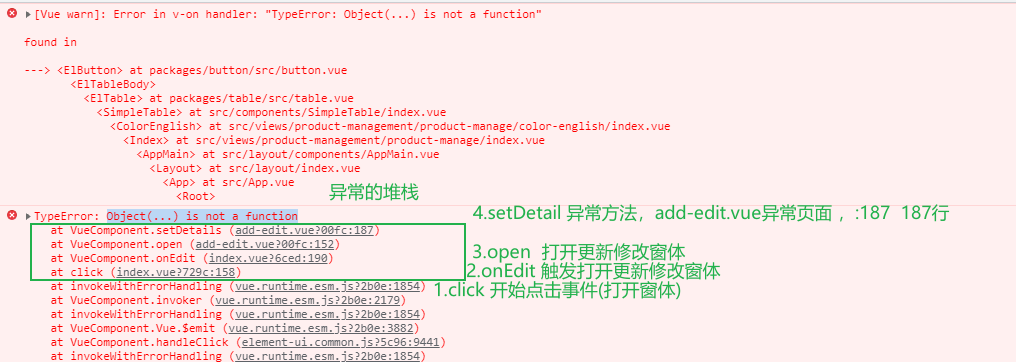 [Vue warn]: Error in v-on handler: "TypeError: Object(...) is not a function"
found in
---> <ElButton> at packages/button/src/button.vue
<ElTableBody>
<ElTable> at packages/table/src/table.vue
<SimpleTable> at src/components/SimpleTable/index.vue
<ColorEnglish> at src/views/product-management/product-manage/color-english/index.vue
<Index> at src/views/product-management/product-manage/index.vue
<AppMain> at src/layout/components/AppMain.vue
<Layout> at src/layout/index.vue
<App> at src/App.vue
<Root>
异常的堆栈
TypeError: Object(...) is not a function
4.setDetail 异常方法，add-edit.vue异常页面 ，:187 187行
at VueComponent.setDetails (add-edit.vue?00fc:187)
at VueComponent.open (add-edit.vue?00fc:152)
3.open 打开更新修改窗体
at VueComponent.onEdit (index.vue?6ced:190)
at click (index.vue?729c:158)
2.onEdit 触发打开更新修改窗体
at invokeWithErrorHandling (vue.runtime.esm.js?2b0e:1854)
1.click 开始点击事件(打开窗体)
at VueComponent.invoker (vue.runtime.esm.js?2b0e:2179)
at invokeWithErrorHandling (vue.runtime.esm.js?2b0e:1854)
at VueComponent.Vue.$emit (vue.runtime.esm.js?2b0e:3882)
at VueComponent.handleClick (element-ui.common.js?5c96:9441)
at invokeWithErrorHandling (vue.runtime.esm.js?2b0e:1854)